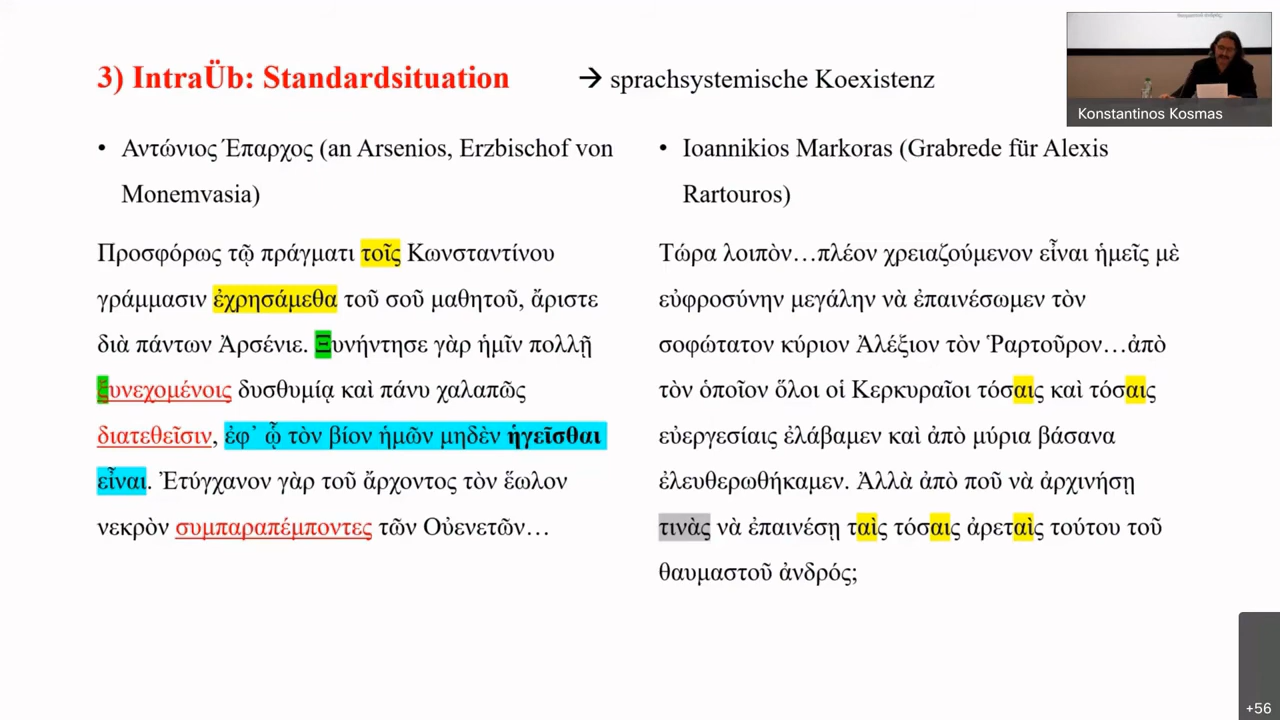 3) IntraÜb: Standardsituation → sprachsystemische Koexistenz
Konstantinos Kosmas
• Αντώνιος Έπαρχος (an Arsenios, Erzbischof von
Monemvasia)
Προσφόρως τῷ πράγματι τοῖς Κωνσταντίνου
γράμμασιν ἐχρησάμεθα τοῦ σοῦ μαθητοῦ, ἄριστε
διὰ πάντων Ἀρσένιε. Ξυνήντησε γὰρ ἡμῖν πολλῇ
ξυνεχομένοις δυσθυμίᾳ καὶ πάνυ χαλαπῶς
διατεθεῖσιν, ἐφ᾽ ᾧ τὸν βίον ἡμῶν μηδὲν ἡγεῖσθαι
εἶναι. Ἐτύγχανον γὰρ τοῦ ἄρχοντος τὸν ἕωλον
νεκρὸν συμπαραπέμποντες τῶν Οὐενετῶν…
• Ioannikios Markoras (Grabrede für Alexis
Rartouros)
Τώρα λοιπὸν…πλέον χρειαζούμενον εἶναι ἡμεῖς μὲ
εὐφροσύνην μεγάλην νὰ ἐπαινέσωμεν τὸν
σοφώτατον κύριον Ἀλέξιον τὸν Ῥαρτοῦρον…ἀπὸ
τὸν ὁποῖον ὅλοι οἱ Κερκυραῖοι τόσαις καὶ τόσαις
εὐεργεσίαις ἐλάβαμεν καὶ ἀπὸ μύρια βάσανα
ἐλευθερωθήκαμεν. Ἀλλὰ ἀπὸ ποῦ νὰ ἀρχινήσῃ
τινὰς νὰ ἐπαινέσῃ ταὶς τόσαις ἀρεταὶς τούτου τοῦ
θαυμαστοῦ ἀνδρός;
+56